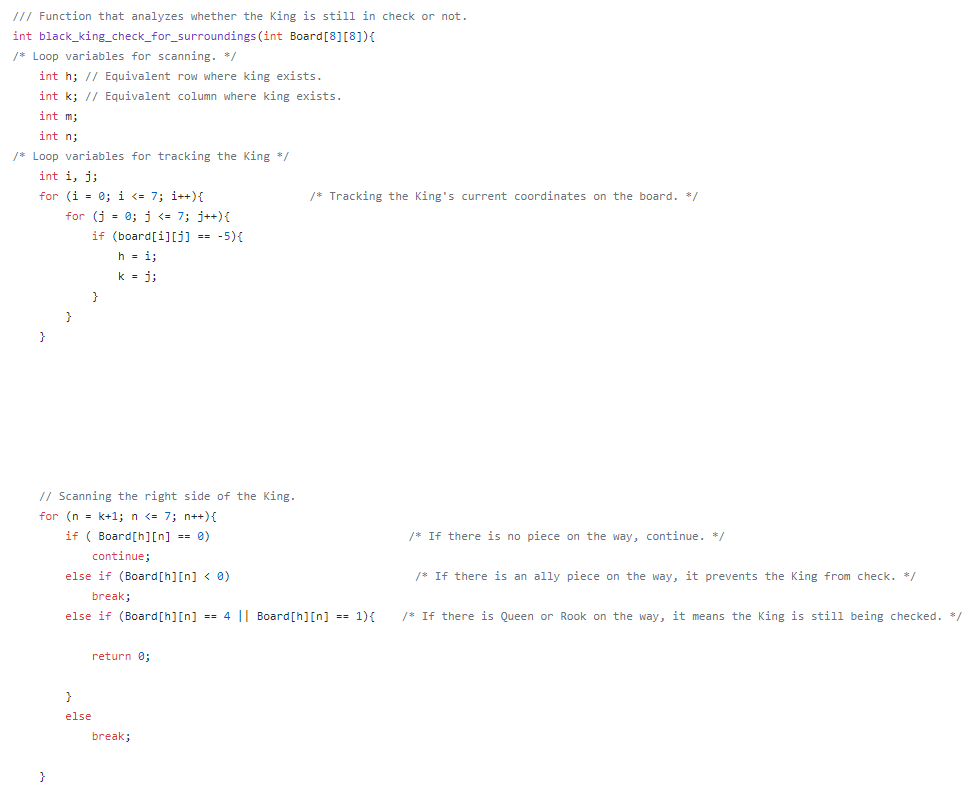 /// Function that analyzes whether the King is still in check or not.
int black_king_check_for_surroundings(int Board[8][8]){
/* Loop variables for scanning. */
    int h; // Equivalent row where king exists.
    int k; // Equivalent column where king exists.
    int m;
    int n;
/* Loop variables for tracking the King */
    int i, j;
    for (i = 0; i <= 7; i++){                /* Tracking the King's current coordinates on the board. */
        for (j = 0; j <= 7; j++){
            if (board[i][j] == -5){
                h = i;
                k = j;
            }
        }
    }
    // Scanning the right side of the King.
    for (n = k+1; n <= 7; n++){
        if ( Board[h][n] == 0)                              /* If there is no piece on the way, continue. */
            continue;
        else if (Board[h][n] < 0)                            /* If there is an ally piece on the way, it prevents the King from check. */
            break;
        else if (Board[h][n] == 4 || Board[h][n] == 1){    /* If there is Queen or Rook on the way, it means the King is still being checked. */
            return 0;
        }
        else
            break;
    }